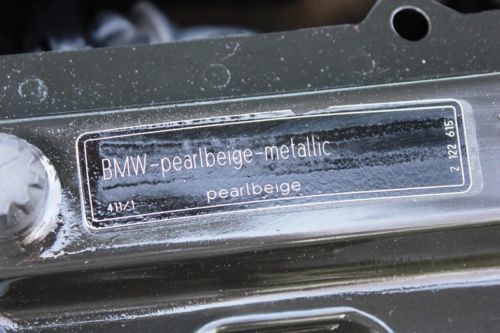 BMW-pearlbeige-metallic
pearlbeige
411/1
2 122 615